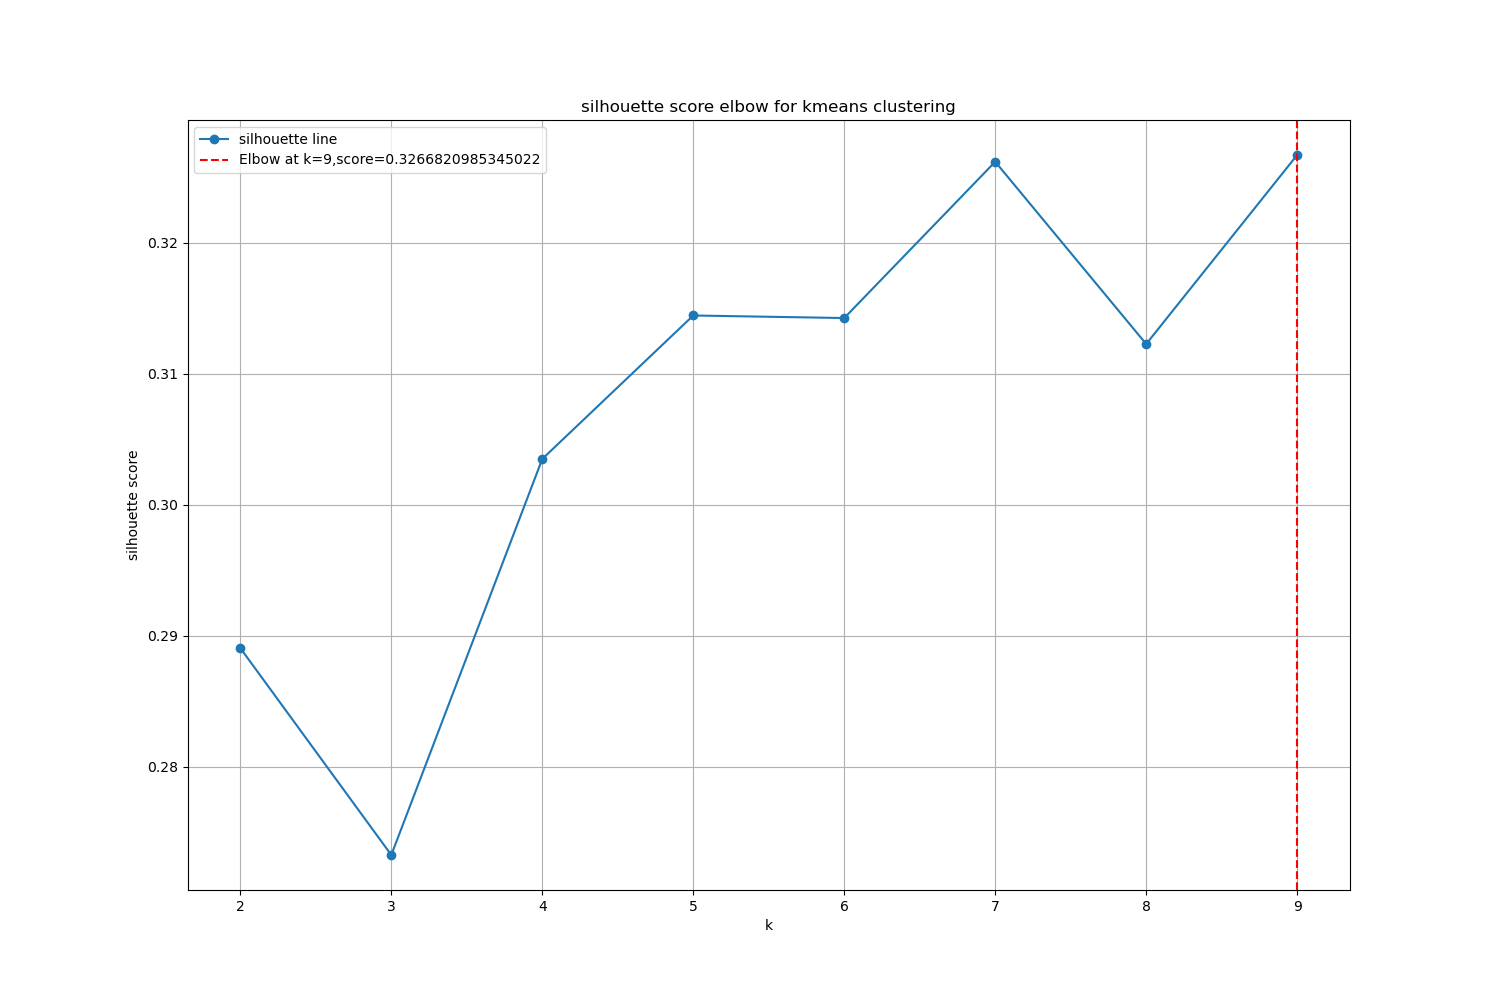 silhouette score elbow for kmeans clustering
silhouette line
Elbow at k=9,score=0.3266820985345022
0.32
0.31
0.30
0.29
0.28
silhouette score
2 3 4 5 6 7 8 9
k